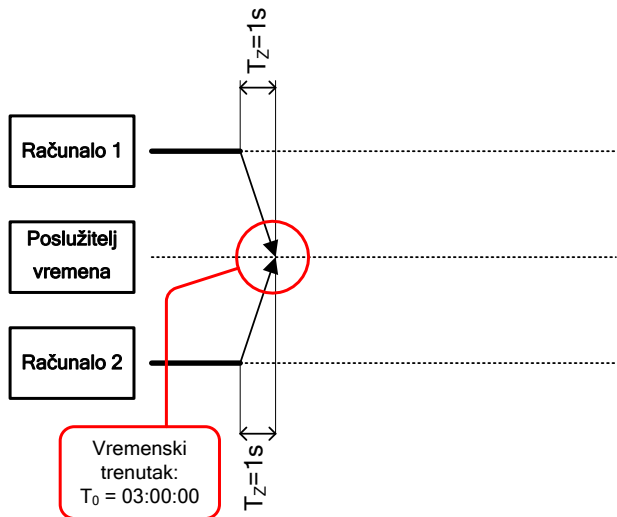 T_Z=1s
Računalo 1
Poslužitelj
vremena
Računalo 2
Vremenski
trenutak:
T₀ = 03:00:00
T_Z=1s